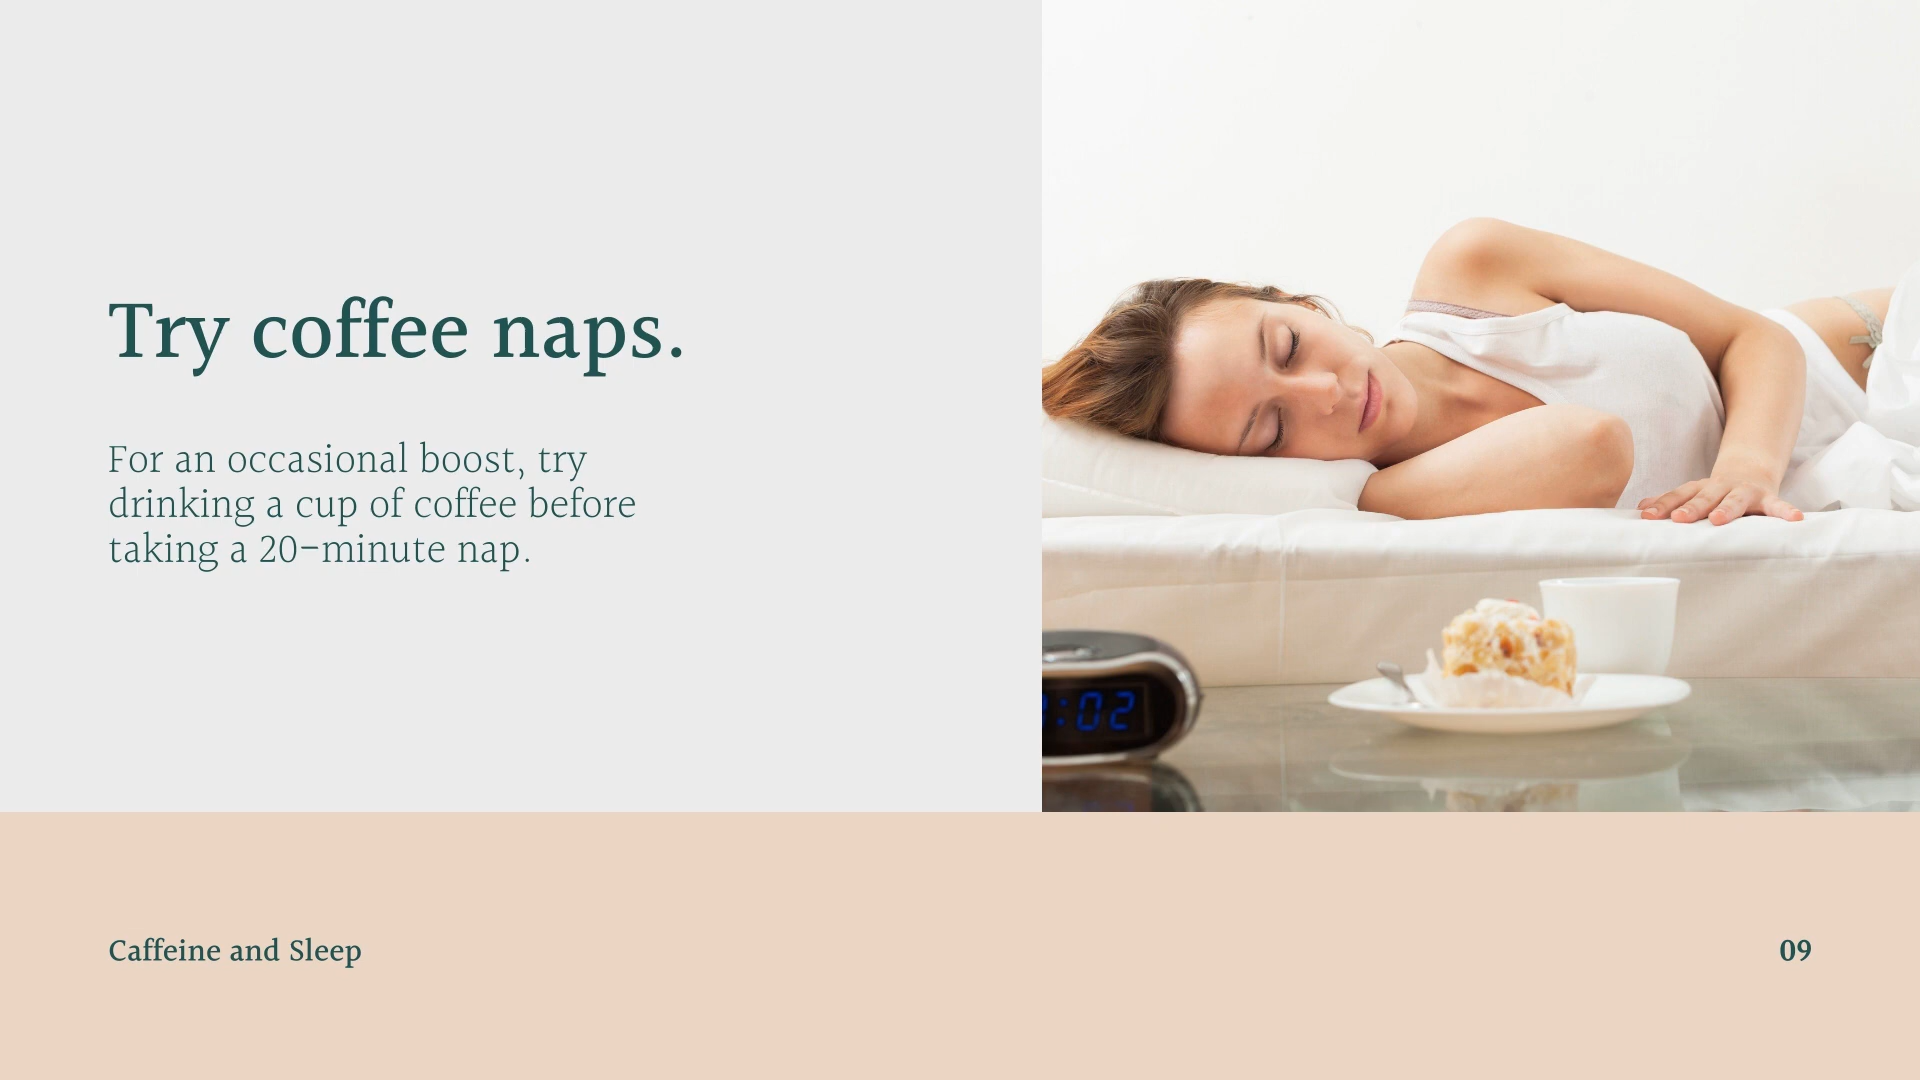 Try coffee naps.
For an occasional boost, try
drinking a cup of coffee before
taking a 20-minute nap.
:02
Caffeine and Sleep
09